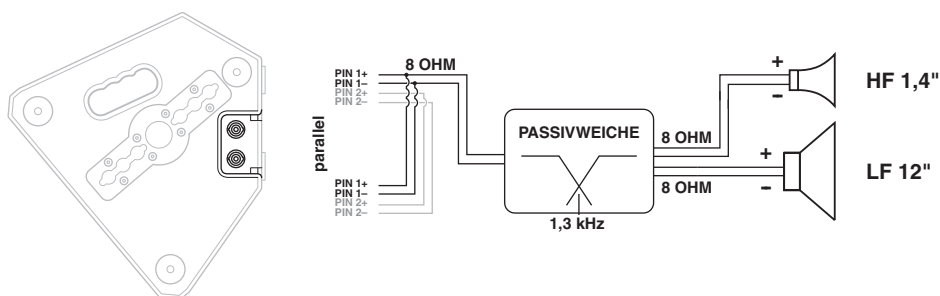 8 OHM
PIN 1+
PIN 1–
PIN 2+
PIN 2–
parallel
PIN 1+
PIN 1–
PIN 2+
PIN 2–
PASSIVWEICHE
1,3 kHz
8 OHM
8 OHM
+
–
HF 1,4"
+
–
LF 12"